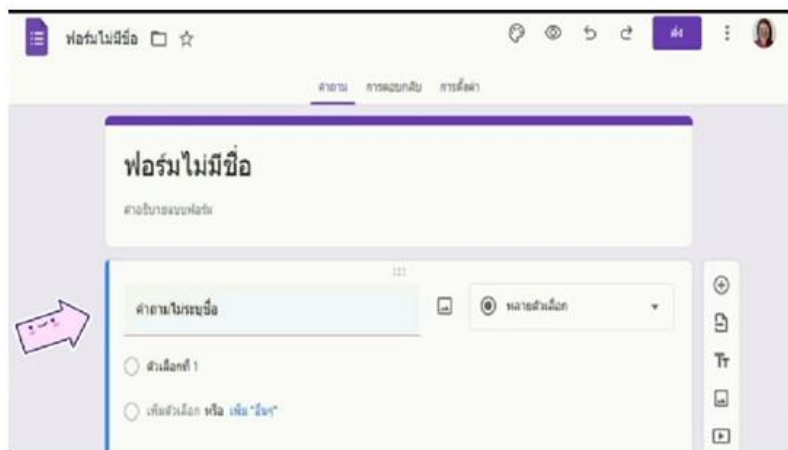 ฟอร์มไม่มีชื่อ
ส่ง
คำถาม การตอบกลับ การตั้งค่า
ฟอร์มไม่มีชื่อ
คำอธิบายแบบฟอร์ม
คำถามไม่ระบุชื่อ
หลายตัวเลือก
ตัวเลือกที่ 1
เพิ่มตัวเลือก หรือ เพิ่ม "อื่นๆ"
Tт